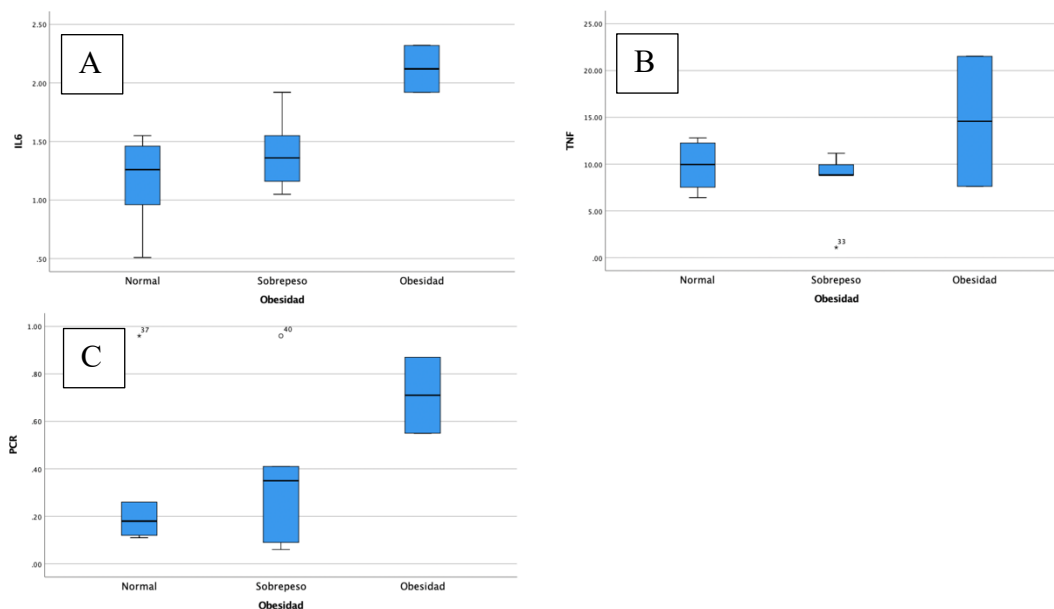 A
2.50
2.00
1.50
1.00
.50
IL6
Normal Sobrepeso Obesidad
Obesidad
B
25.00
20.00
15.00
10.00
5.00
.00
TNF
33
Normal Sobrepeso Obesidad
Obesidad
C
1.00
.80
.60
.40
.20
.00
PCR
37
40
Normal Sobrepeso Obesidad
Obesidad